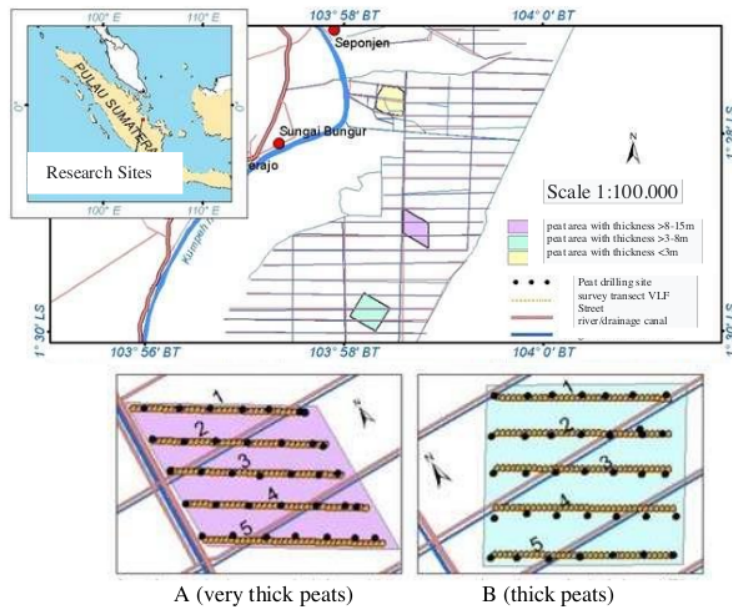 103° 58' BT 104° 0' BT
PULAU SUMATERA
0° 0°
100° E 110° E
Research Sites
Seponjen
Sungai Bungur
erajo
1° 28' LS
N
Scale 1:100.000
peat area with thickness >8-15m
peat area with thickness >3-8m
peat area with thickness <3m
Peat drilling site
survey transect VLF
Street
river/drainage canal
1° 30' LS 1° 30' LS
103° 56' BT 103° 58' BT 104° 0' BT
1
2
3
4
5
N
1
2
3
4
5
N
A (very thick peats) B (thick peats)